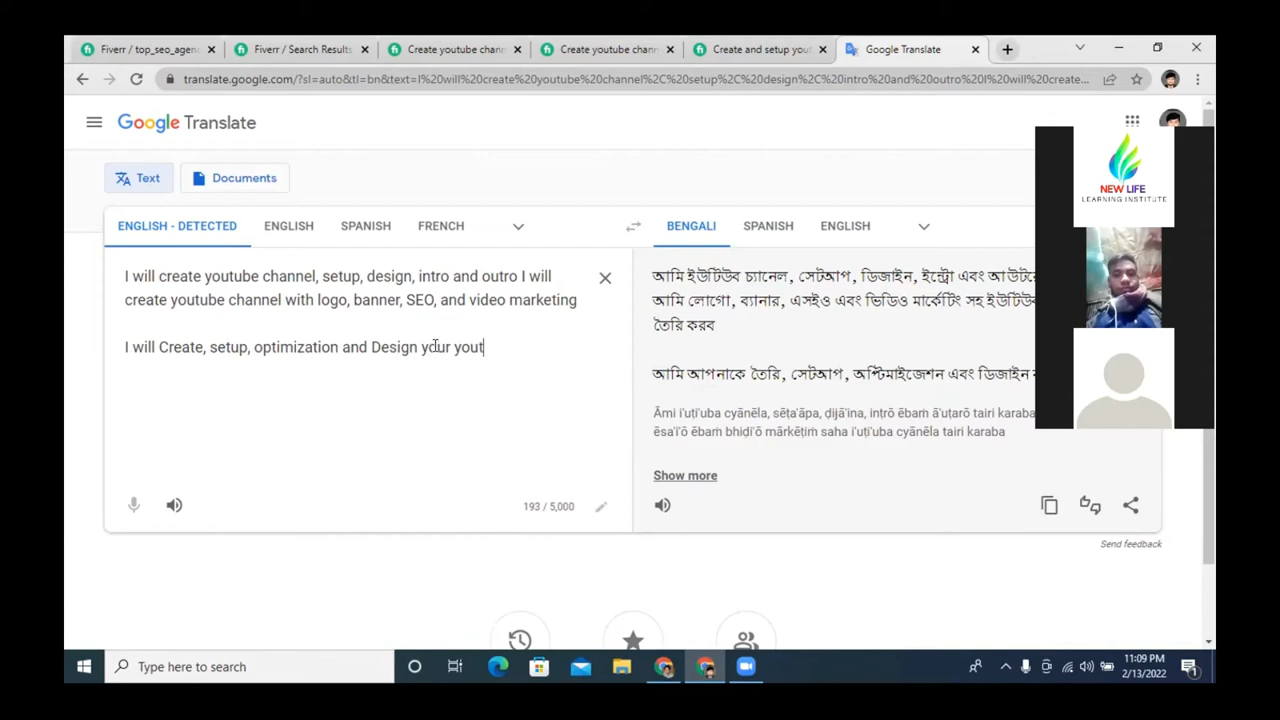 Fiverr / top_seo_agen
Fiverr / Search Results
Create youtube chan
Create youtube chan
Create and setup you
Google Translate
translate.google.com/?sl=auto&tl=bn&text=I%20will%20create%20youtube%20channel%2C%20setup%2C%20design%2C%20intro%20and%20outro%20I%20will%20create...
Google Translate
Text
Documents
ENGLISH - DETECTED
ENGLISH
SPANISH
FRENCH
BENGALI
SPANISH
ENGLISH
I will create youtube channel, setup, design, intro and outro I will
create youtube channel with logo, banner, SEO, and video marketing
I will Create, setup, optimization and Design your yout
193 / 5,000
আমি ইউটিউব চ্যানেল, সেটআপ, ডিজাইন, ইন্ট্রো এবং
আমি লোগো, ব্যানার, এসইও এবং ভিডিও মার্কেটিং সহ
তৈরি করব
আমি আপনাকে তৈরি, সেটআপ, অপ্টিমাইজেশন এবং ডিজাইন
Āmi i'uṭi'uba cyānēla, sēṭa'āpa, ḍijā'ina, inṭrō ēbaṁ ā'uṭarō tairi karaba
ēsa'i'ō ēbaṁ bhiḍi'ō mārkēṭiṁ saha i'uṭi'uba cyānēla tairi karaba
Show more
Send feedback
NEW LIFE
LEARNING INSTITUTE
Type here to search
11:09 PM
2/13/2022
1